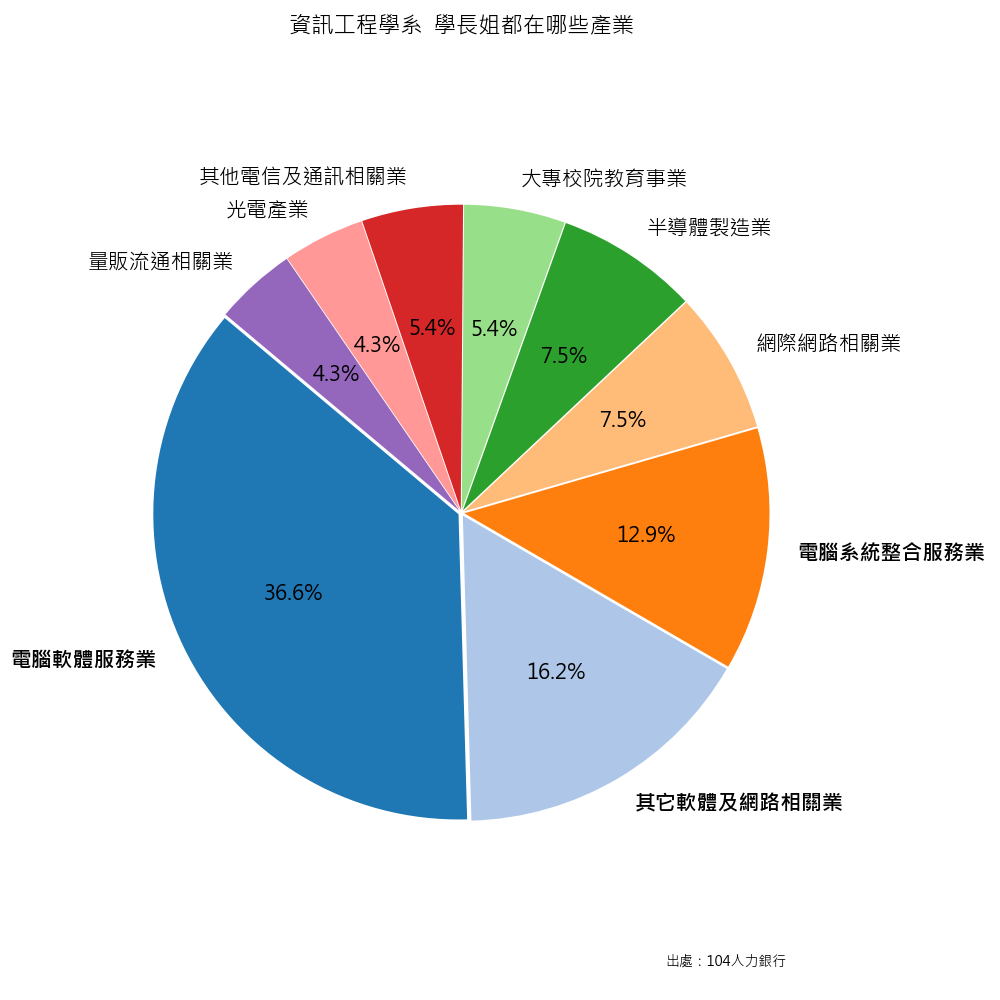 資訊工程學系 學長姐都在哪些產業
其他電信及通訊相關業
大專校院教育事業
光電產業
半導體製造業
量販流通相關業
5.4%
5.4%
4.3%
7.5%
網際網路相關業
4.3%
7.5%
12.9%
電腦系統整合服務業
36.6%
電腦軟體服務業
16.2%
其它軟體及網路相關業
出處：104人力銀行